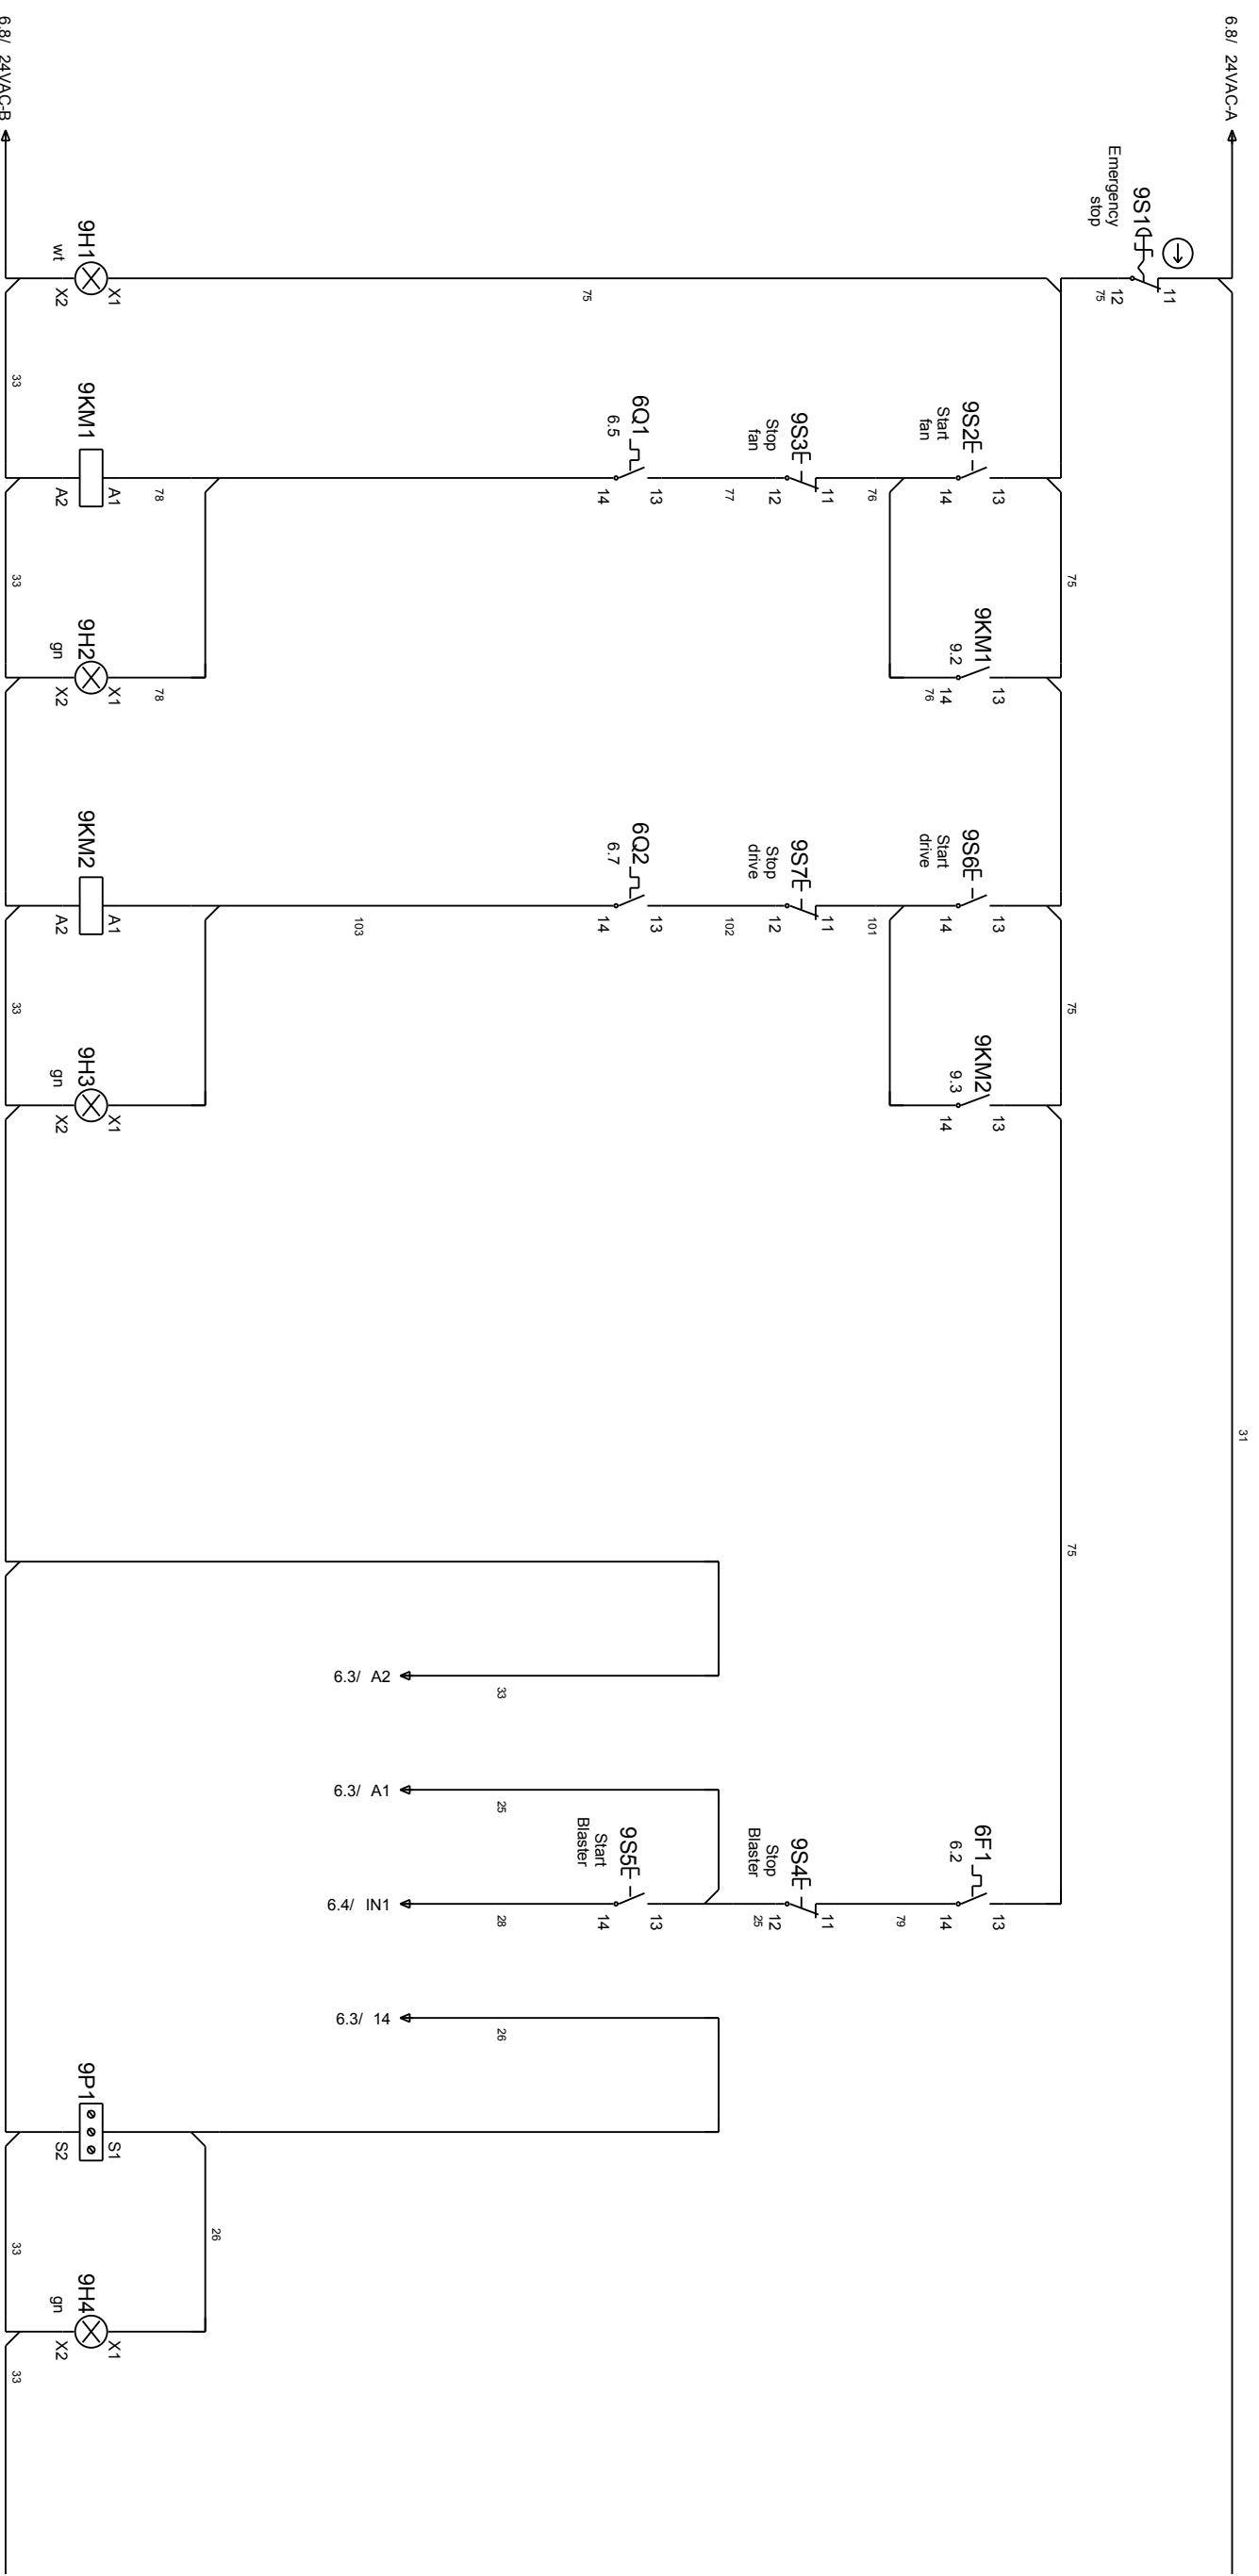 6.8/ 24VAC-A
31
9S1
Emergency
stop
11
12
75
75
75
75
9S2
Start
fan
13
14
9KM1
9.2
13
14
76
9S6
Start
drive
13
14
9KM2
9.3
13
14
6F1
6.2
13
14
76
101
79
9S3
Stop
fan
11
12
9S7
Stop
drive
11
12
9S4
Stop
Blaster
11
12
25
77
102
6Q1
6.5
13
14
6Q2
6.7
13
14
9S5
Start
Blaster
13
14
75
33
25
28
26
6.3/ A2
6.3/ A1
6.4/ IN1
6.3/ 14
103
26
78
78
9H1
wt
X1
X2
9KM1
A1
A2
9H2
gn
X1
X2
9KM2
A1
A2
9H3
gn
X1
X2
9P1
S1
S2
9H4
gn
X1
X2
33
33
33
33
33
6.8/ 24VAC-B